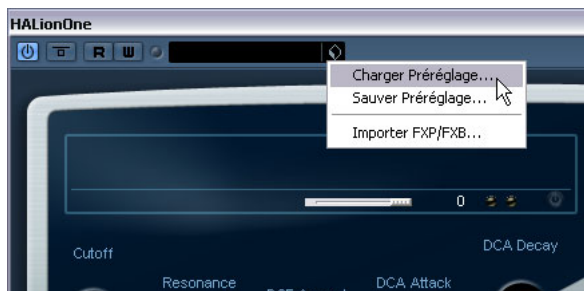 HALionOne
R W
Charger Préréglage...
Sauver Préréglage...
Importer FXP/FXB...
0
Cutoff
DCA Decay
Resonance
DCA Attack